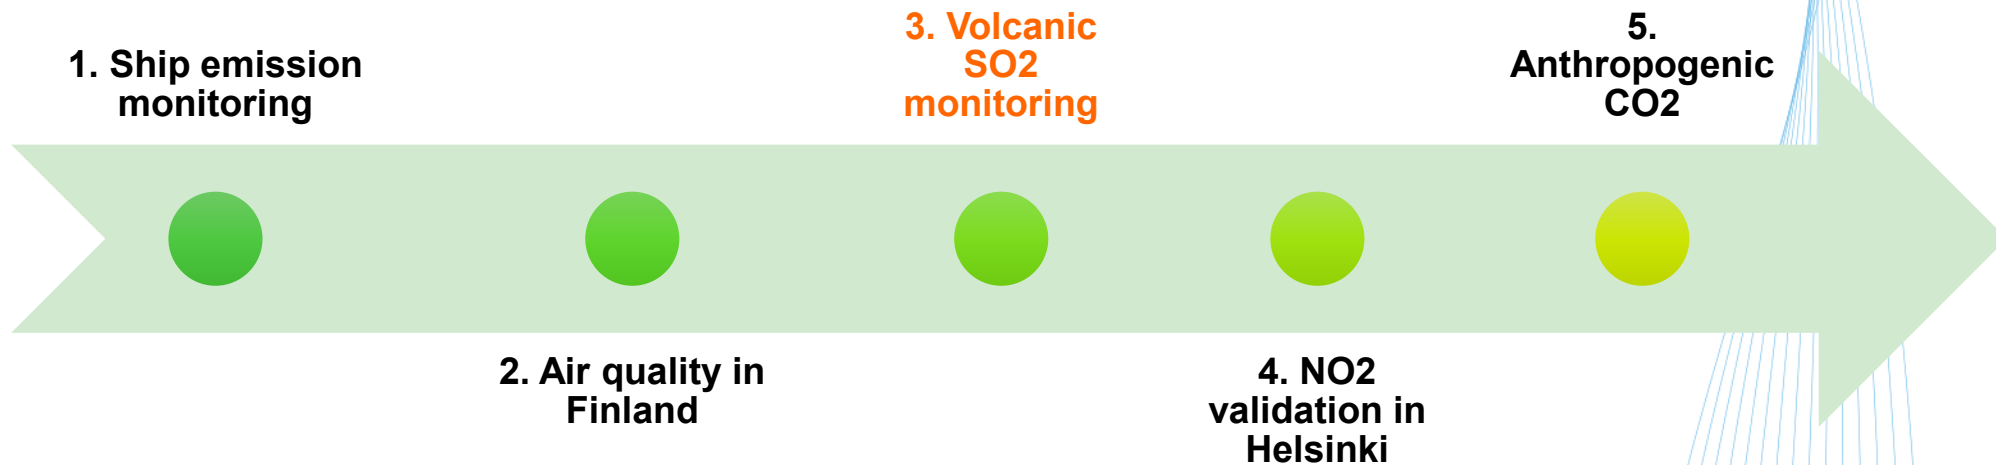 1. Ship emission
monitoring
2. Air quality in
Finland
3. Volcanic
SO2
monitoring
4. NO2
validation in
Helsinki
5.
Anthropogenic
CO2